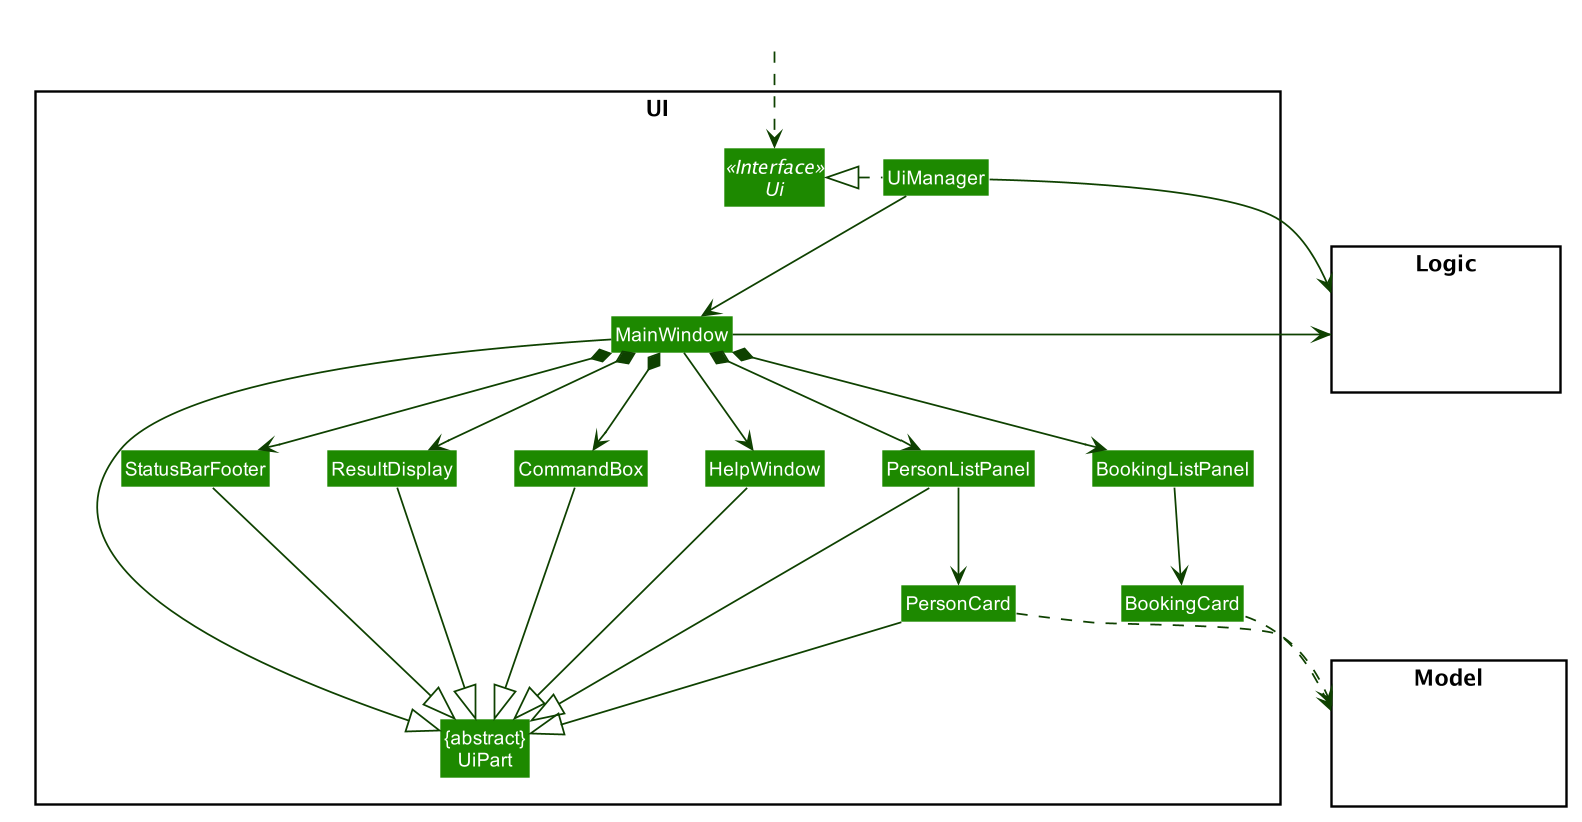 UI
«Interface»
Ui
UiManager
Logic
MainWindow
StatusBarFooter
ResultDisplay
CommandBox
HelpWindow
PersonListPanel
BookingListPanel
PersonCard
BookingCard
Model
{abstract}
UiPart